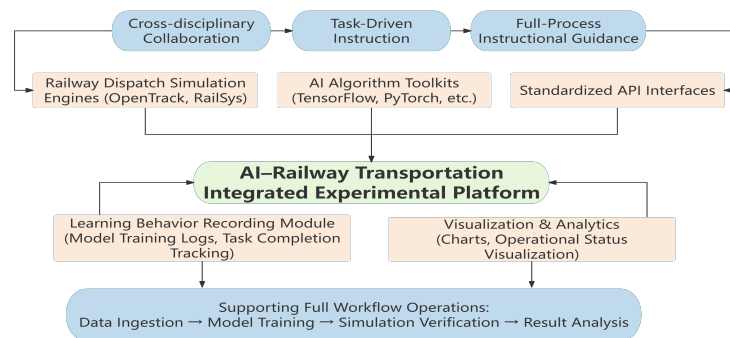 Cross-disciplinary
Collaboration
Task-Driven
Instruction
Full-Process
Instructional Guidance
Railway Dispatch Simulation
Engines (OpenTrack, RailSys)
AI Algorithm Toolkits
(TensorFlow, PyTorch, etc.)
Standardized API Interfaces
AI–Railway Transportation
Integrated Experimental Platform
Learning Behavior Recording Module
(Model Training Logs, Task Completion
Tracking)
Visualization & Analytics
(Charts, Operational Status
Visualization)
Supporting Full Workflow Operations:
Data Ingestion → Model Training → Simulation Verification → Result Analysis